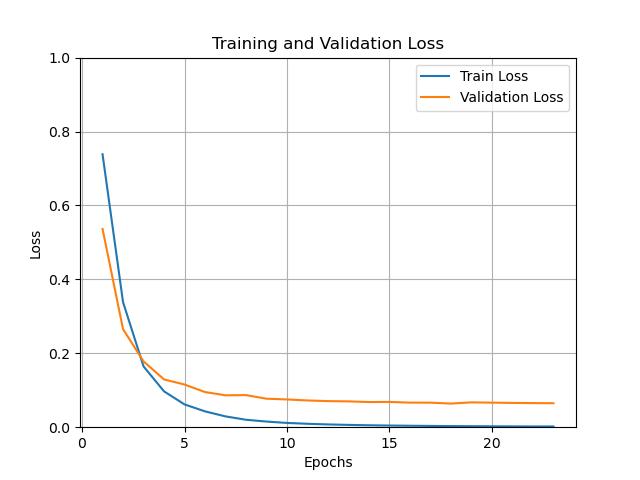 Training and Validation Loss
Train Loss
Validation Loss
1.0
0.8
0.6
0.4
0.2
0.0
Loss
0 5 10 15 20
Epochs